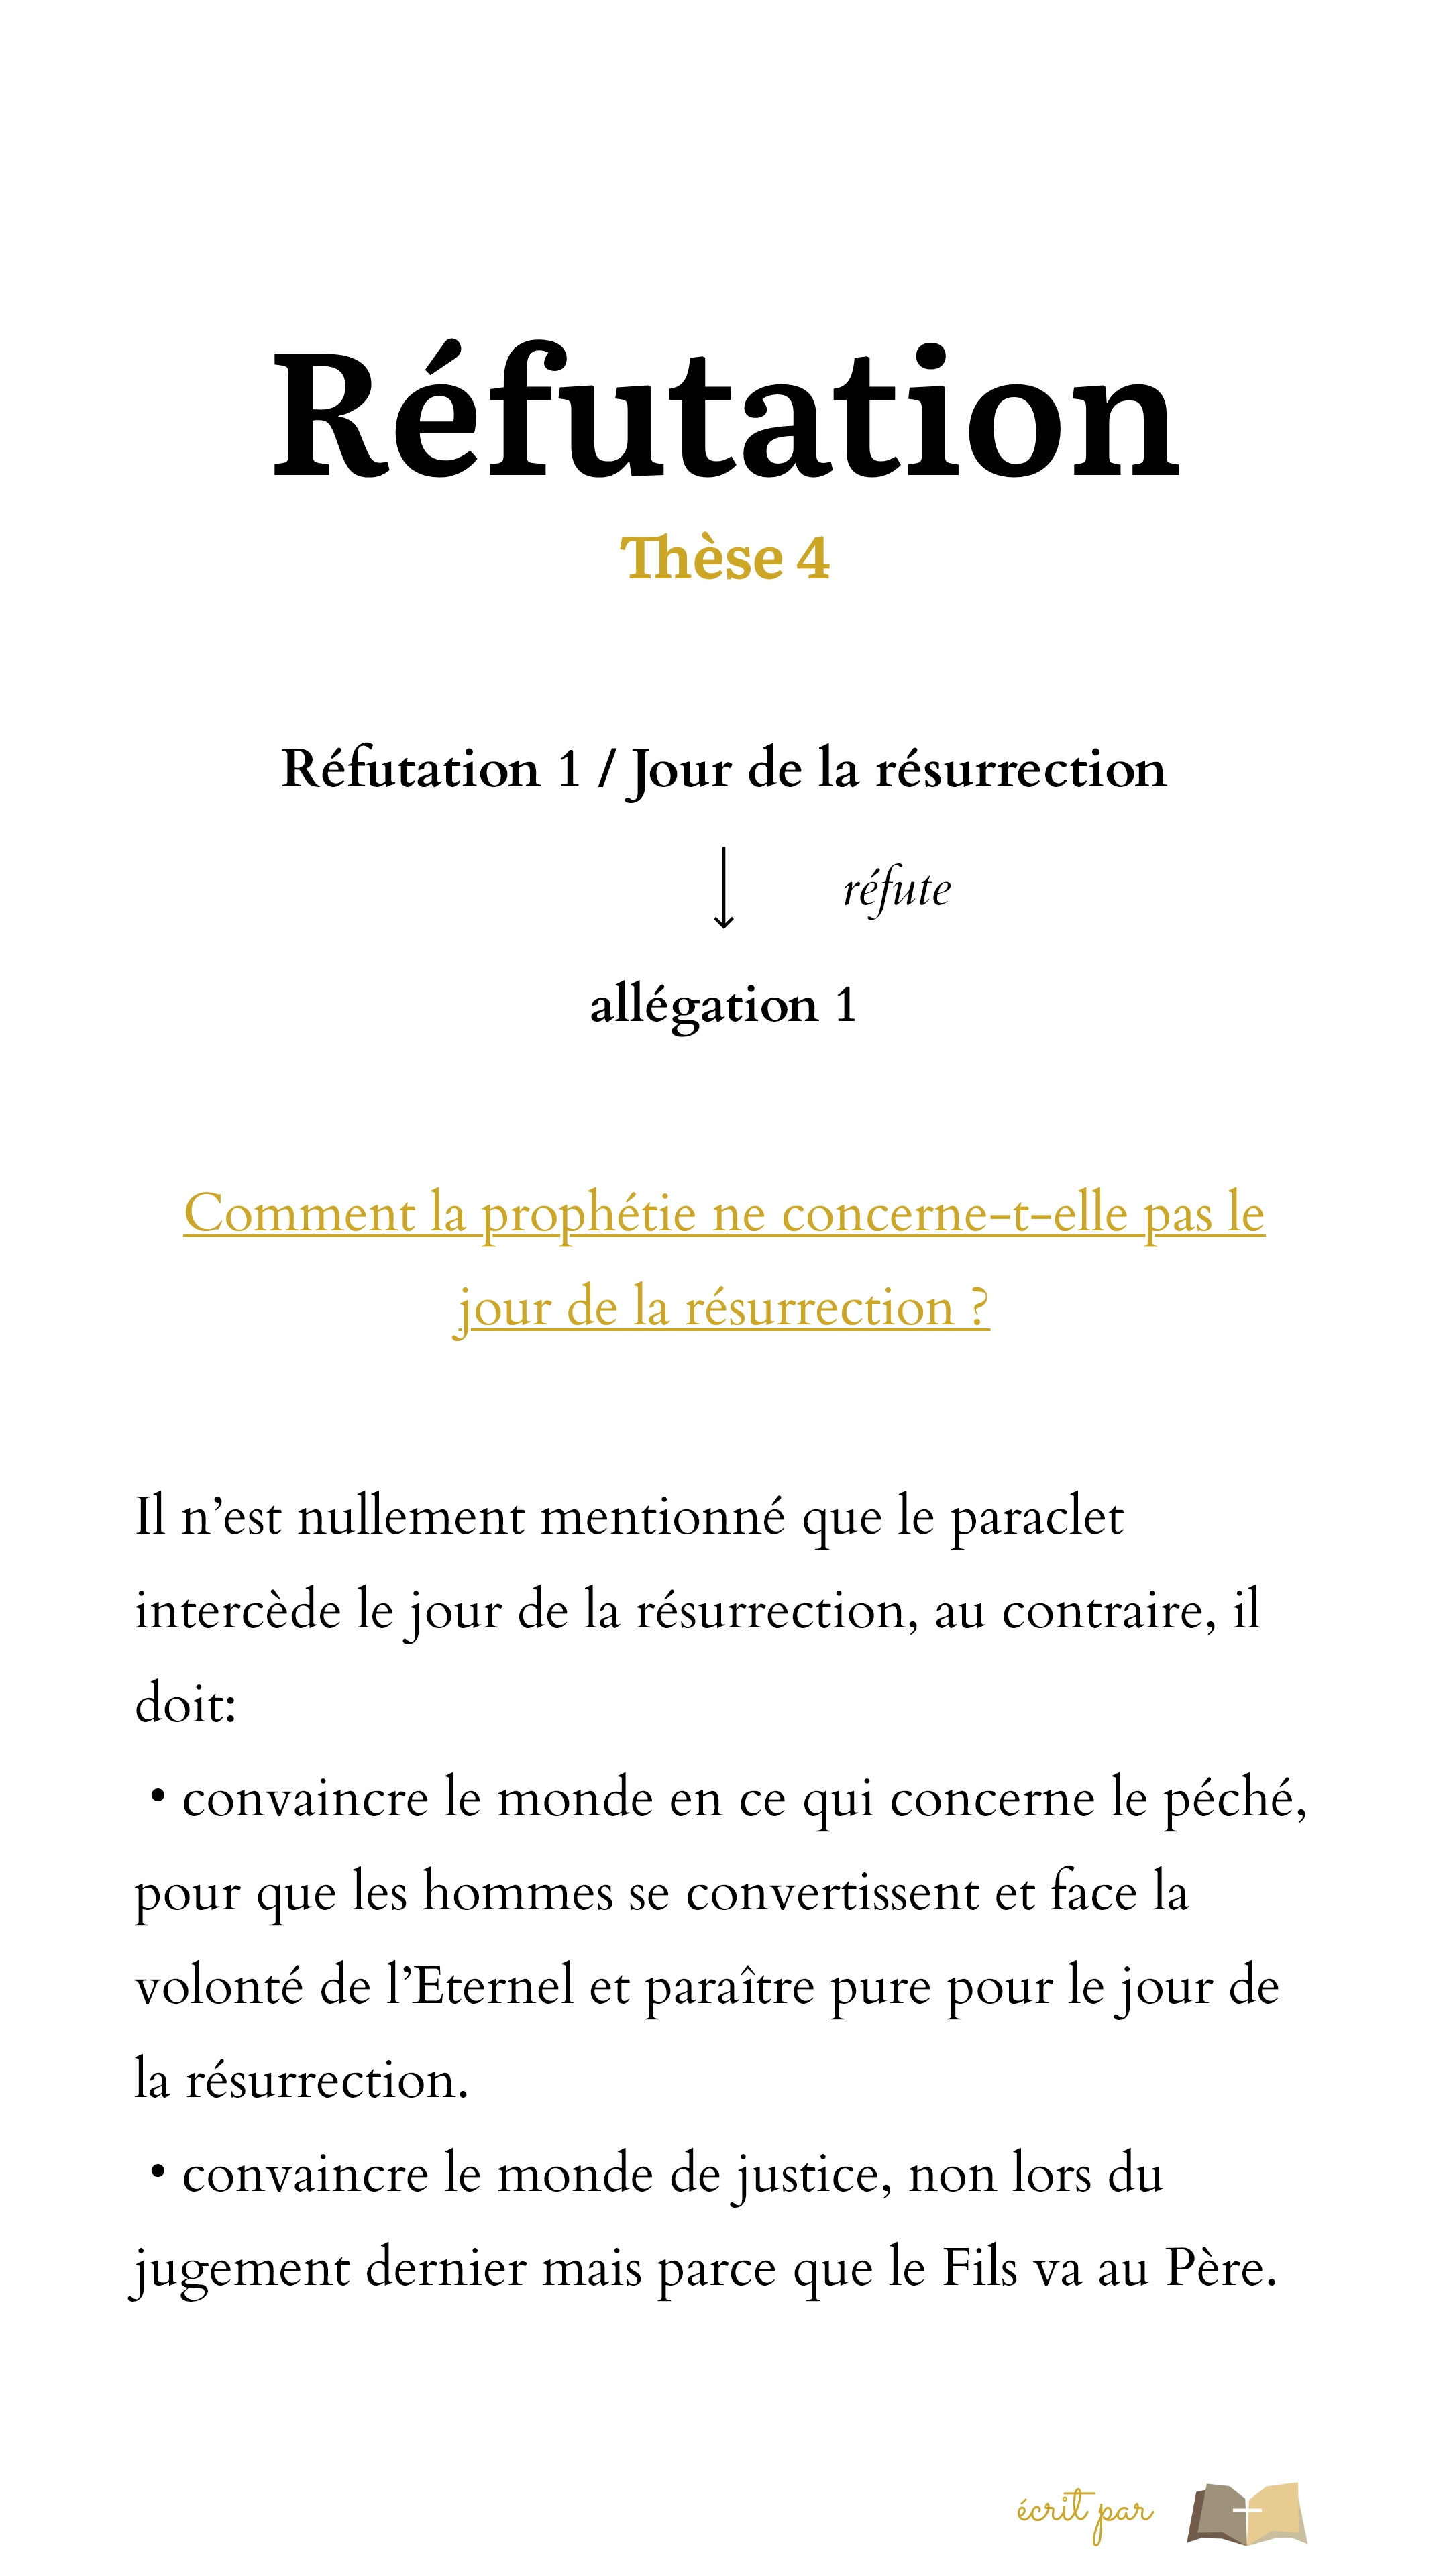 Réfutation
Thèse 4
Réfutation 1 / Jour de la résurrection
réfute
allégation 1
Comment la prophétie ne concerne-t-elle pas le
jour de la résurrection ?
Il n’est nullement mentionné que le paraclet
intercède le jour de la résurrection, au contraire, il
doit:
• convaincre le monde en ce qui concerne le péché,
pour que les hommes se convertissent et face la
volonté de l’Eternel et paraître pure pour le jour de
la résurrection.
• convaincre le monde de justice, non lors du
jugement dernier mais parce que le Fils va au Père.
écrit par